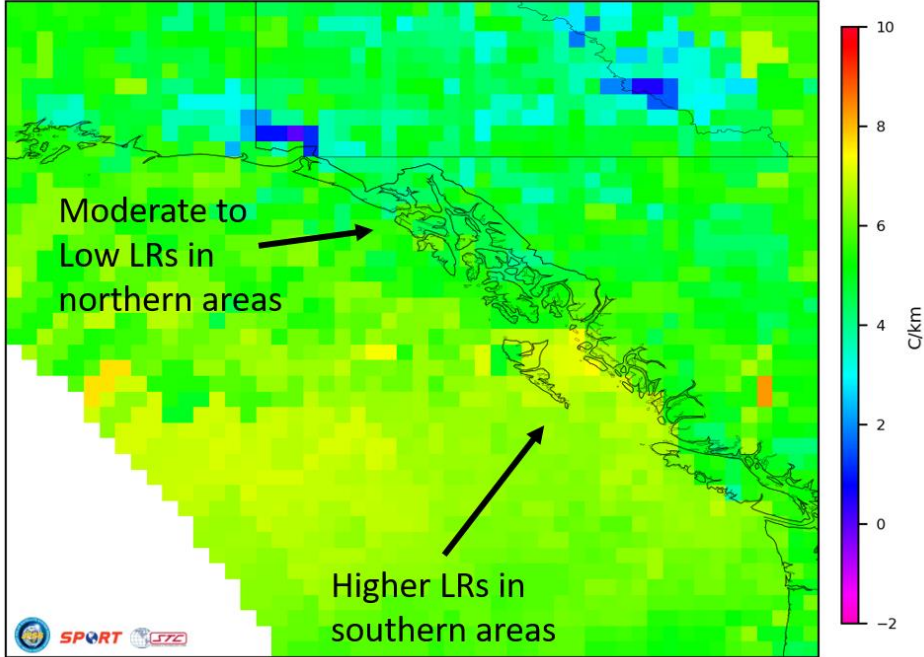 10
8
6
4
2
0
−2
C/km
Moderate to
Low LRs in
northern areas
Higher LRs in
southern areas
SPORT
STC